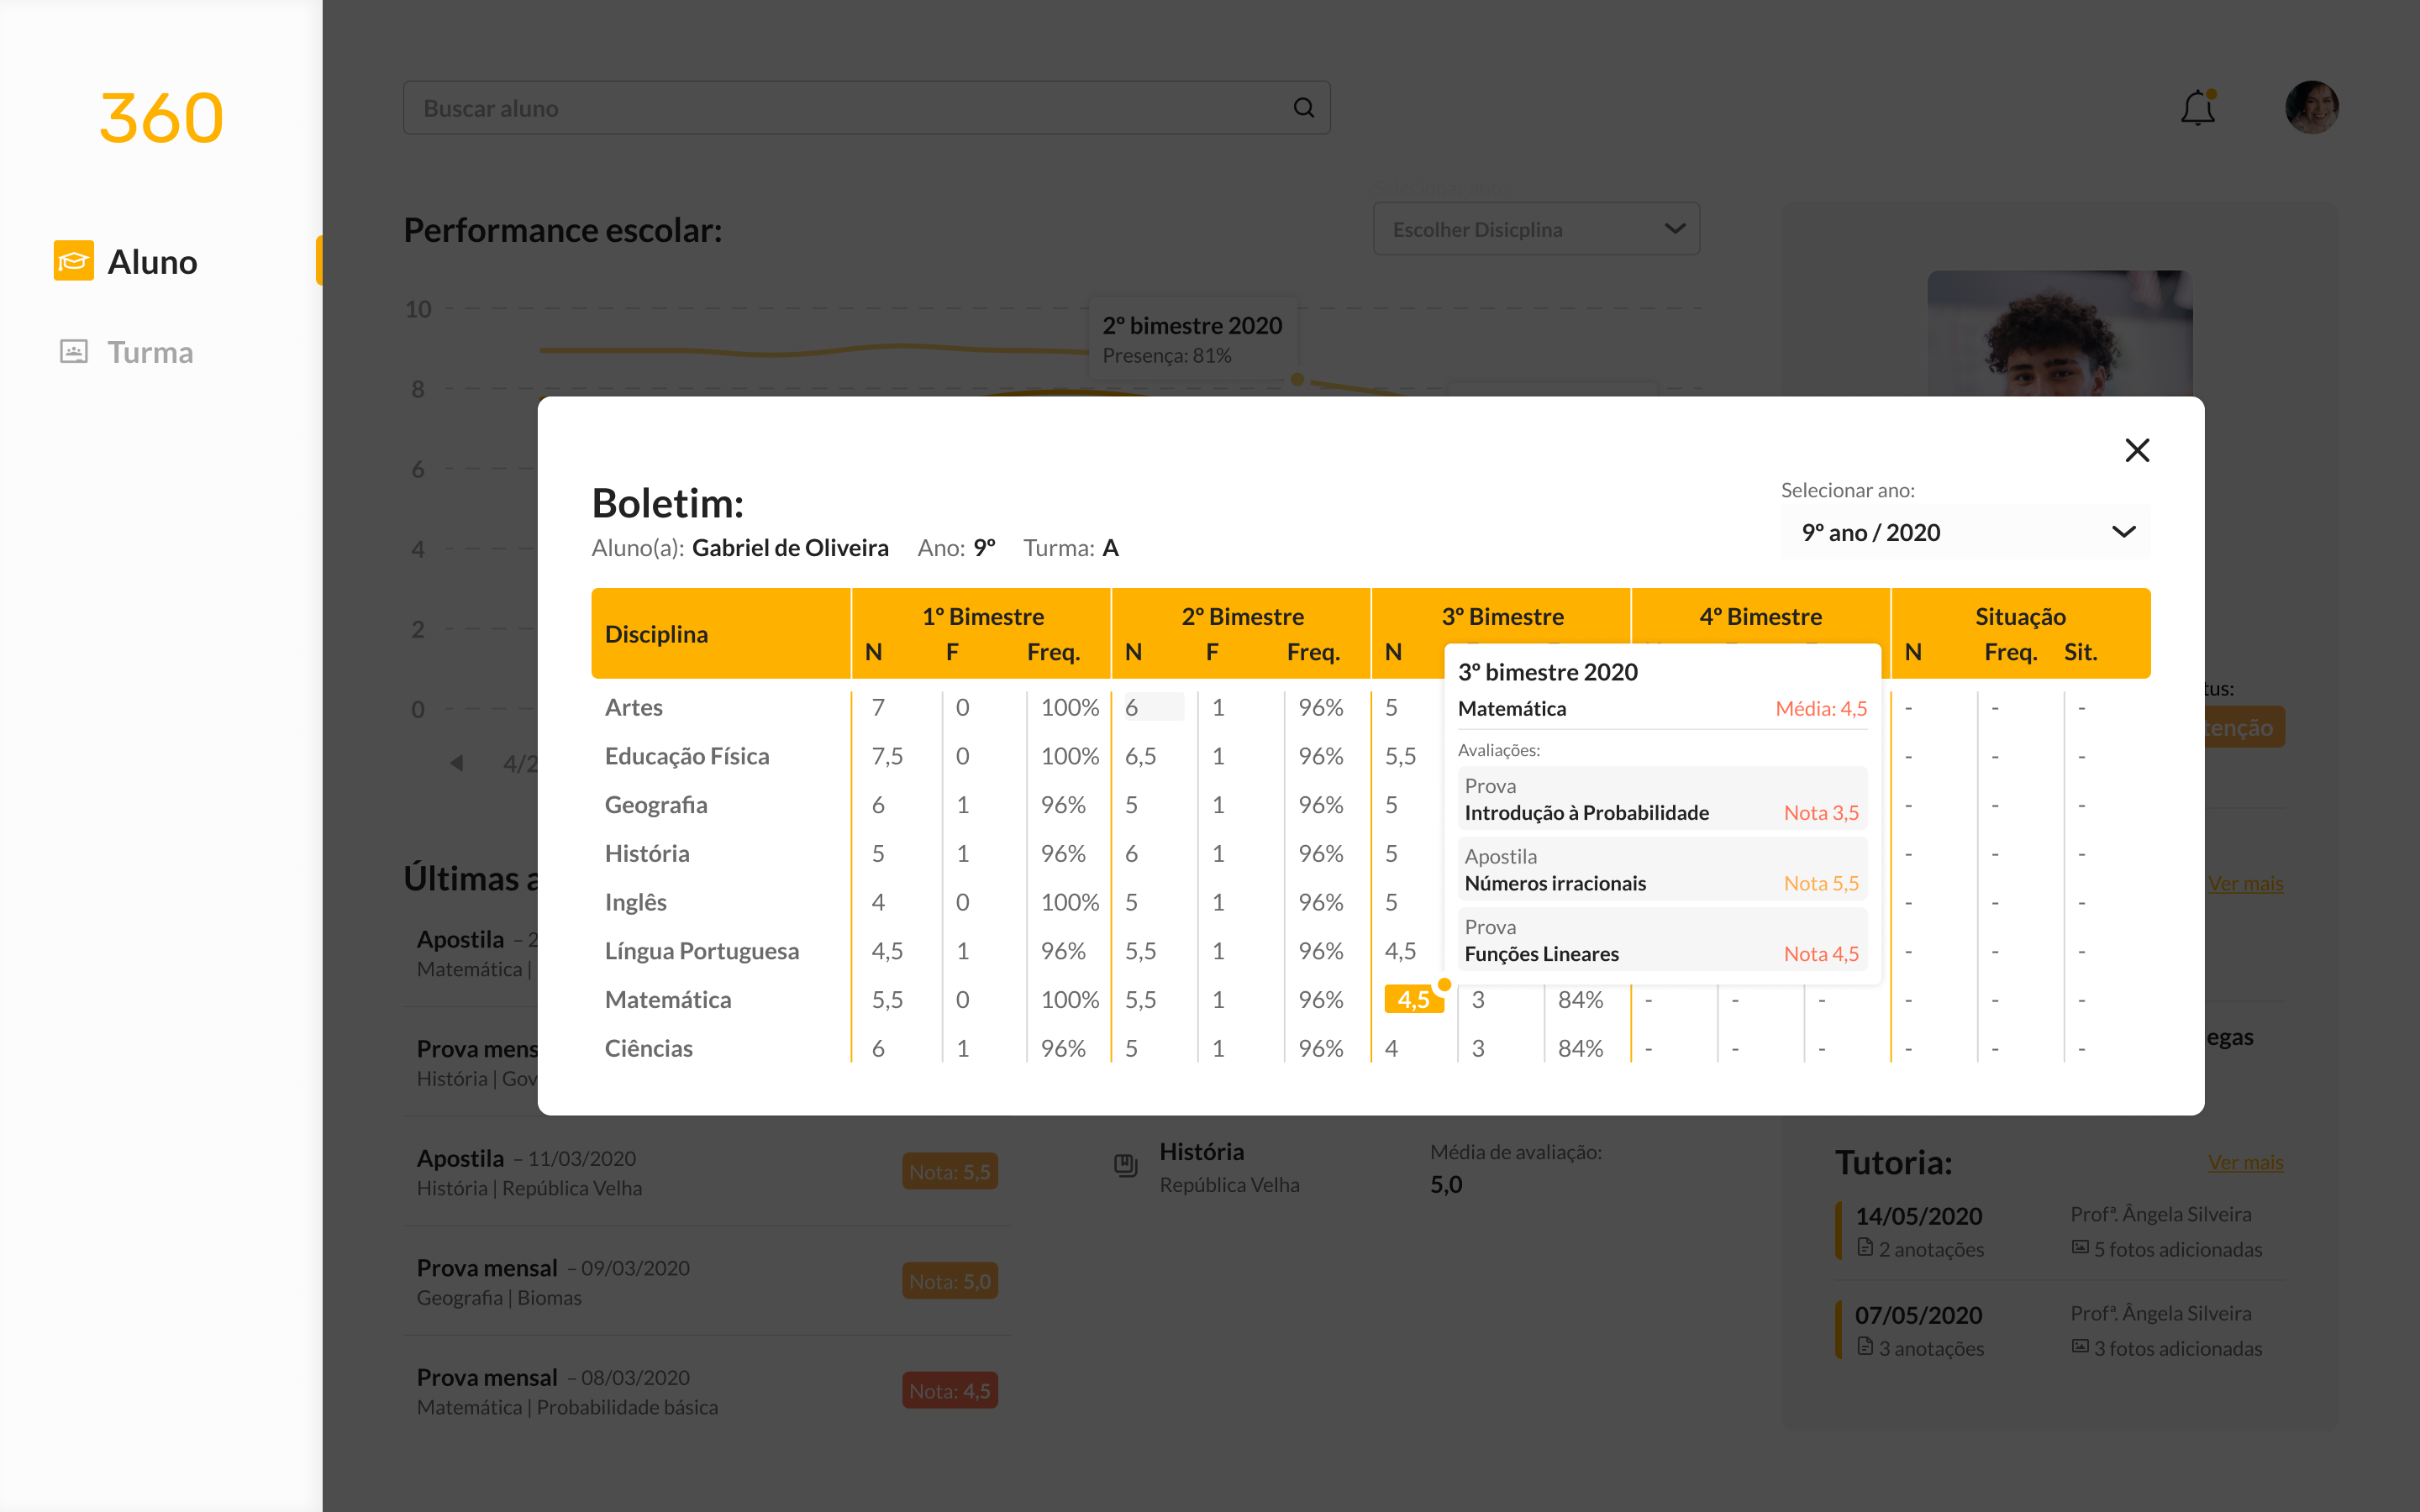 360
Aluno
Turma
Buscar aluno
Performance escolar:
Escolher Disicplina
10
8
6
4
2
0
2º bimestre 2020
Presença: 81%
4/2
Boletim:
Aluno(a): Gabriel de Oliveira Ano: 9º Turma: A
Selecionar ano:
9º ano / 2020
Disciplina 1º Bimestre 2º Bimestre 3º Bimestre 4º Bimestre Situação
N F Freq. N F Freq. N N Freq. Sit.
Artes 7 0 100% 6 1 96% 5 - - -
Educação Física 7,5 0 100% 6,5 1 96% 5,5 - - -
Geografia 6 1 96% 5 1 96% 5 - - -
História 5 1 96% 6 1 96% 5 - - -
Inglês 4 0 100% 5 1 96% 5 - - -
Língua Portuguesa 4,5 1 96% 5,5 1 96% 4,5 - - -
Matemática 5,5 0 100% 5,5 1 96% 4,5 3 84% - - - - - -
Ciências 6 1 96% 5 1 96% 4 3 84% - - - - - -
3º bimestre 2020
Matemática Média: 4,5
Avaliações:
Prova
Introdução à Probabilidade Nota 3,5
Apostila
Números irracionais Nota 5,5
Prova
Funções Lineares Nota 4,5
tus:
tenção
Ver mais
egas
Últimas a
Apostila – 2
Matemática |
Prova mens
História | Gov
Apostila – 11/03/2020
História | República Velha
Nota: 5,5
Prova mensal – 09/03/2020
Geografia | Biomas
Nota: 5,0
Prova mensal – 08/03/2020
Matemática | Probabilidade básica
Nota: 4,5
História
República Velha
Média de avaliação:
5,0
Tutoria:
Ver mais
14/05/2020 Profª. Ângela Silveira
2 anotações 5 fotos adicionadas
07/05/2020 Profª. Ângela Silveira
3 anotações 3 fotos adicionadas